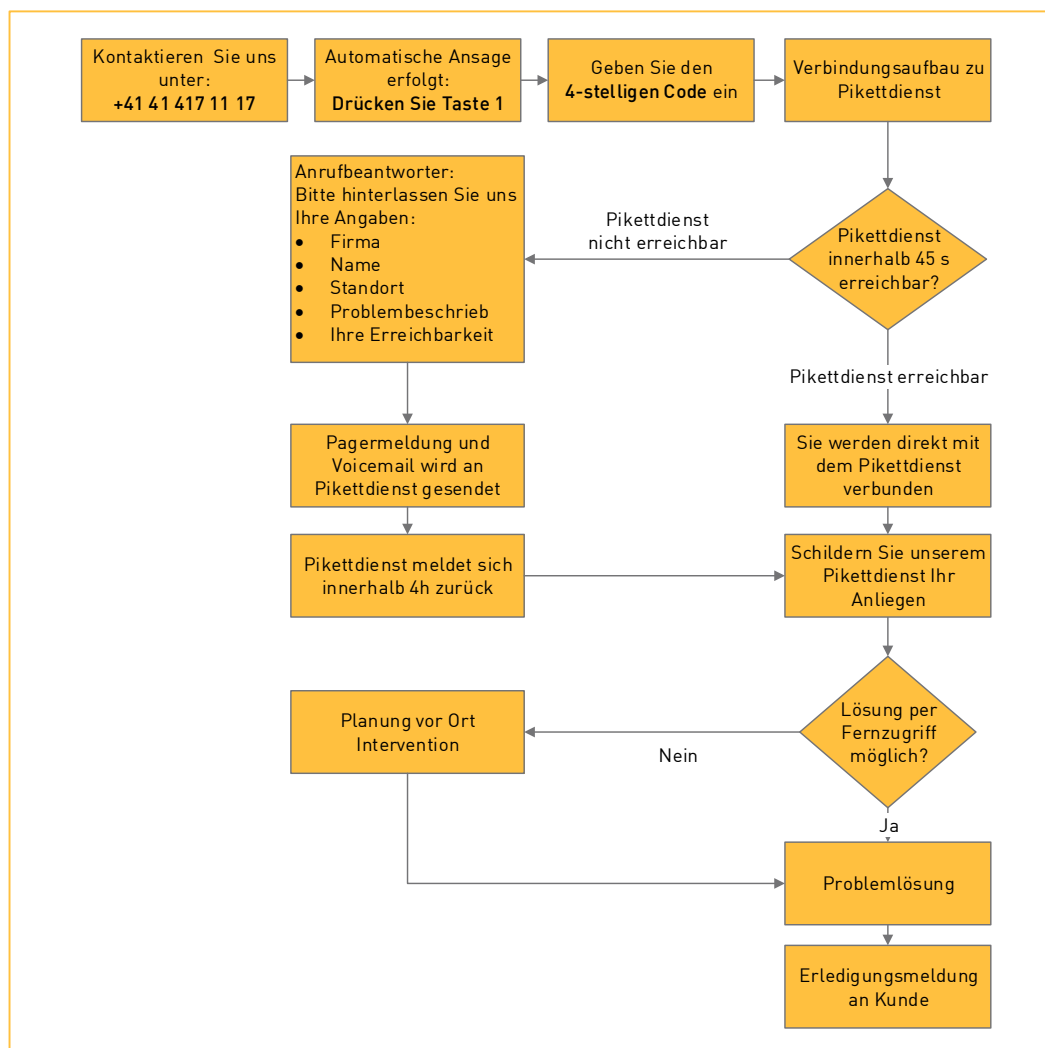 Kontaktieren Sie uns
unter:
+41 41 417 11 17
Automatische Ansage
erfolgt:
Drücken Sie Taste 1
Geben Sie den
4-stelligen Code ein
Verbindungsaufbau zu
Pikettdienst
Pikettdienst
innerhalb 45 s
erreichbar?
Pikettdienst
nicht erreichbar
Anrufbeantworter:
Bitte hinterlassen Sie uns
Ihre Angaben:
• Firma
• Name
• Standort
• Problembeschrieb
• Ihre Erreichbarkeit
Pikettdienst erreichbar
Pagermeldung und
Voicemail wird an
Pikettdienst gesendet
Sie werden direkt mit
dem Pikettdienst
verbunden
Pikettdienst meldet sich
innerhalb 4h zurück
Schildern Sie unserem
Pikettdienst Ihr
Anliegen
Lösung per
Fernzugriff
möglich?
Nein
Planung vor Ort
Intervention
Ja
Problemlösung
Erledigungsmeldung
an Kunde